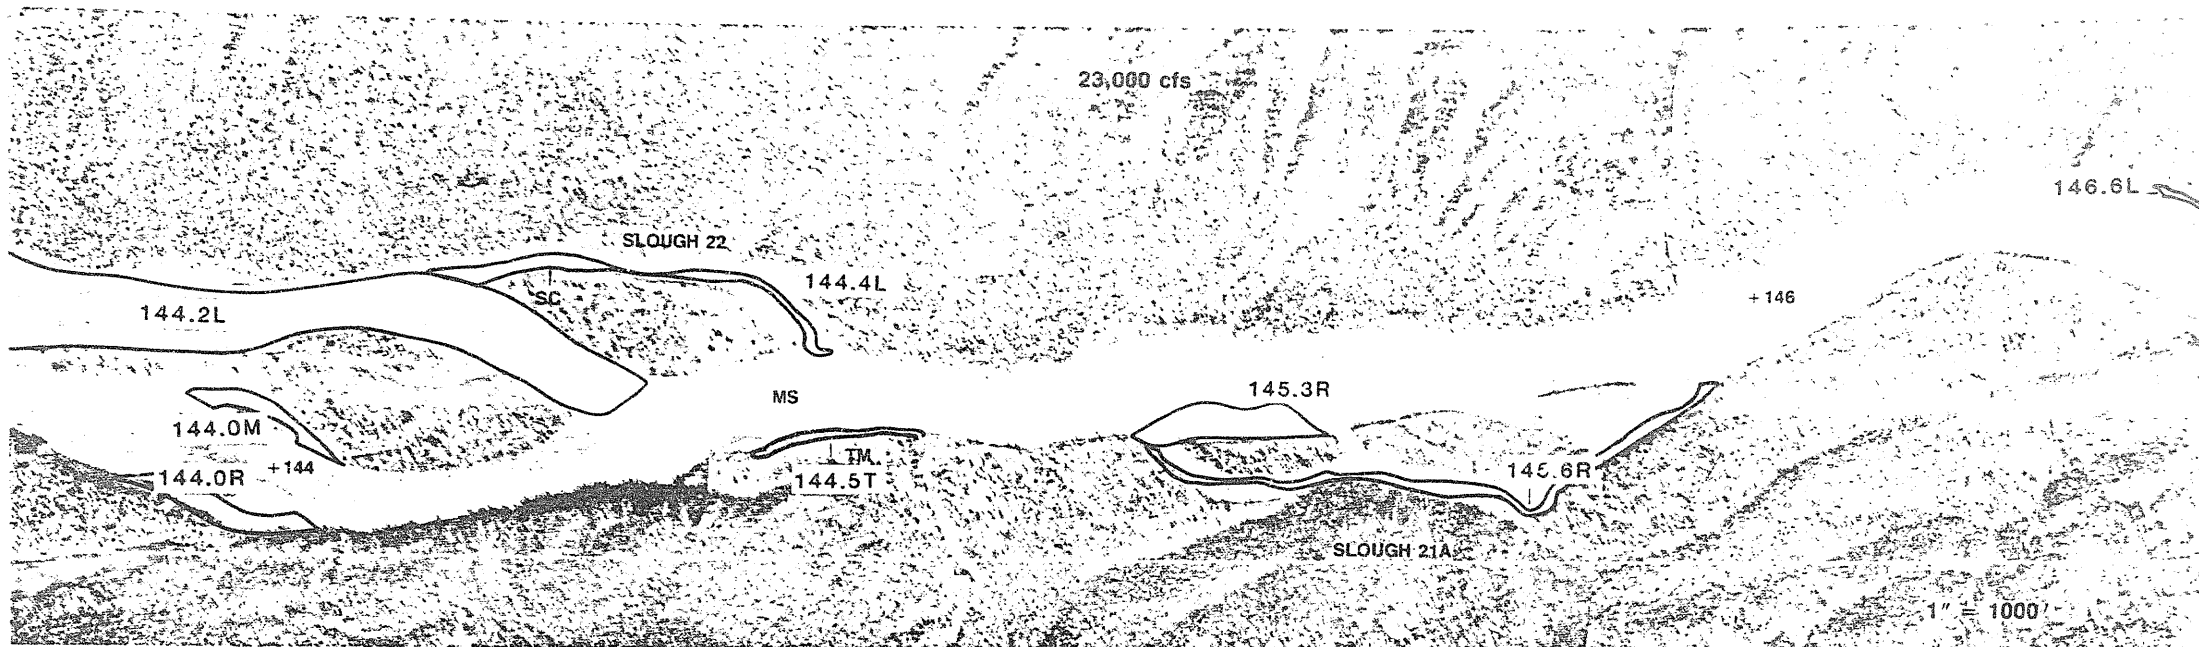 23,000 cfs
146.6L
SLOUGH 22
144.4L
SC
+146
144.2L
145.3R
MS
144.0M
TM
+144
145.6R
144.0R
144.5T
SLOUGH 21A
1" = 1000'